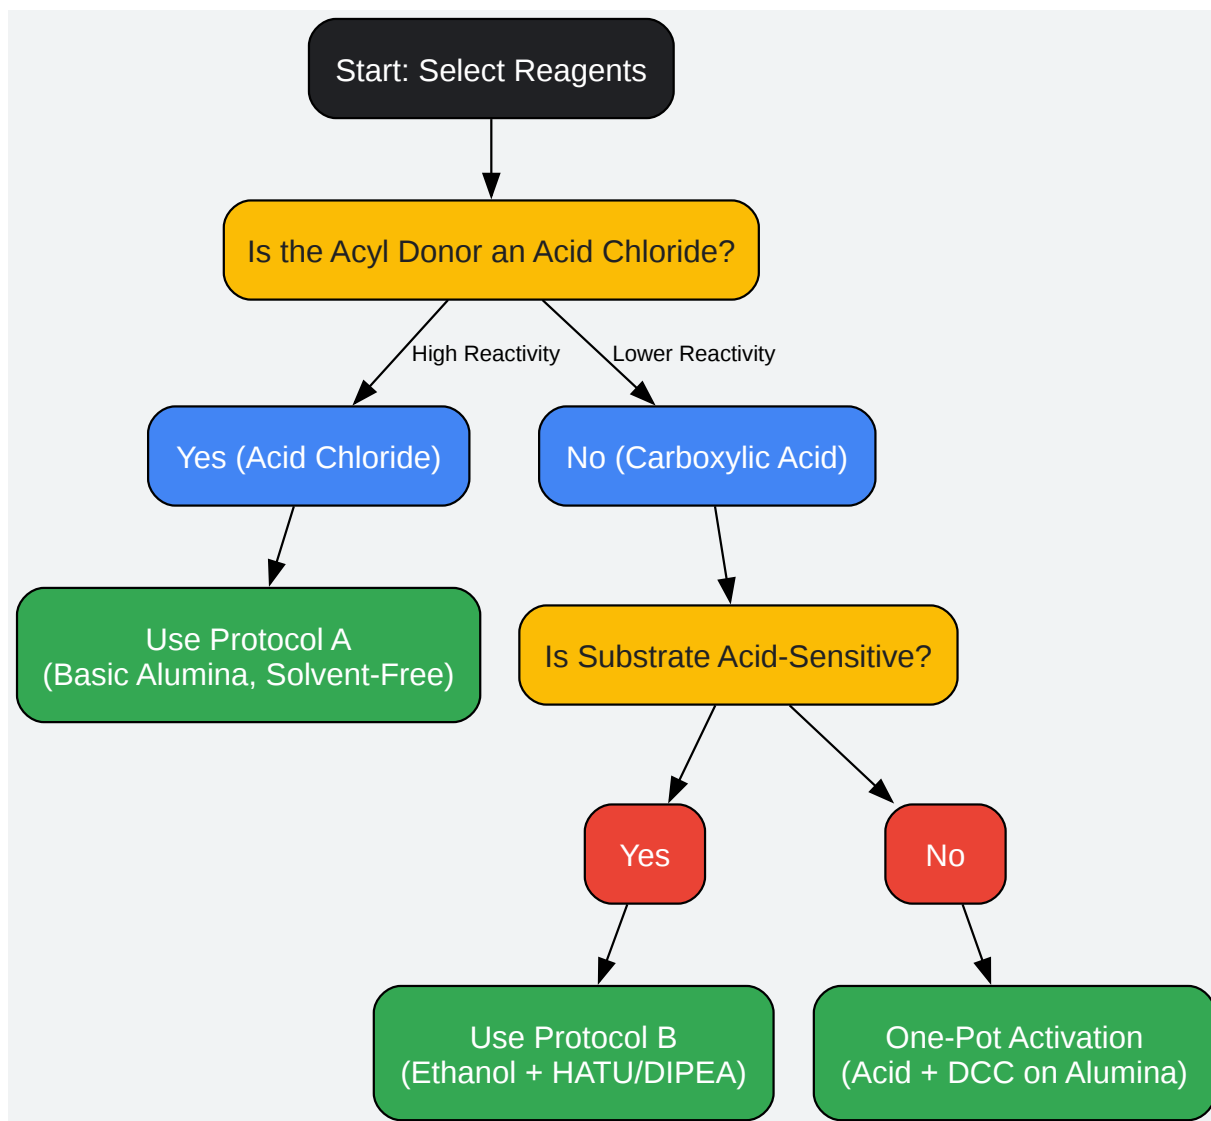 Start: Select Reagents
Is the Acyl Donor an Acid Chloride?
High Reactivity
Lower Reactivity
Yes (Acid Chloride)
No (Carboxylic Acid)
Use Protocol A
(Basic Alumina, Solvent-Free)
Is Substrate Acid-Sensitive?
Yes
No
Use Protocol B
(Ethanol + HATU/DIPEA)
One-Pot Activation
(Acid + DCC on Alumina)